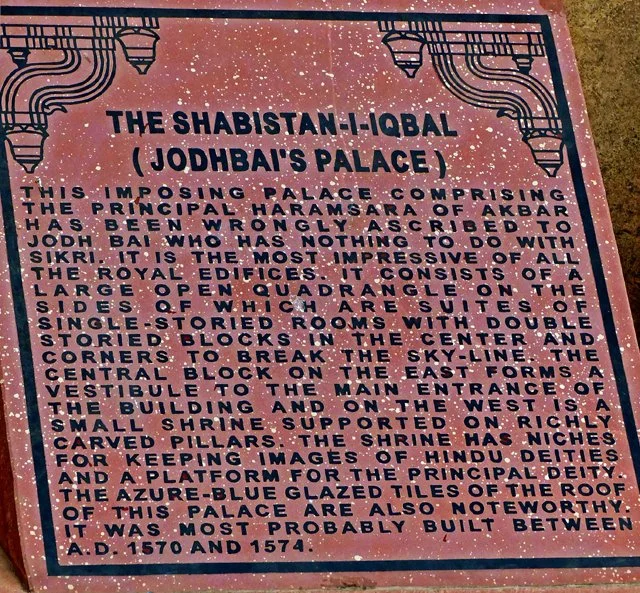 THE SHABISTAN-I-IQBAL
( JODHBAI'S PALACE )
THIS IMPOSING PALACE COMPRISING
THE PRINCIPAL HARAMSARA OF AKBAR
HAS BEEN WRONGLY ASCRIBED TO
JODH BAI WHO HAS NOTHING TO DO WITH
SIKRI. IT IS THE MOST IMPRESSIVE OF ALL
THE ROYAL EDIFICES. IT CONSISTS OF A
LARGE OPEN QUADRANGLE ON THE
SIDES OF WHICH ARE SUITES OF
SINGLE-STORIED ROOMS WITH DOUBLE
STORIED BLOCKS IN THE CENTER AND
CORNERS TO BREAK THE SKY-LINE. THE
CENTRAL BLOCK ON THE EAST FORMS A
VESTIBULE TO THE MAIN ENTRANCE OF
THE BUILDING AND ON THE WEST IS A
SMALL SHRINE SUPPORTED ON RICHLY
CARVED PILLARS. THE SHRINE HAS NICHES
FOR KEEPING IMAGES OF HINDU DEITIES
AND A PLATFORM FOR THE PRINCIPAL DEITY.
THE AZURE-BLUE GLAZED TILES OF THE ROOF
OF THIS PALACE ARE ALSO NOTEWORTHY.
IT WAS MOST PROBABLY BUILT BETWEEN
A.D. 1570 AND 1574.